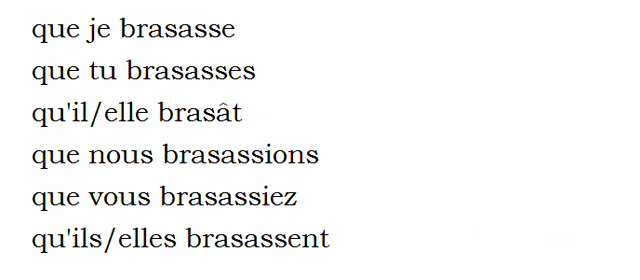 que je brasasse
que tu brasasses
qu'il/elle brasât
que nous brasassions
que vous brasassiez
qu'ils/elles brasassent